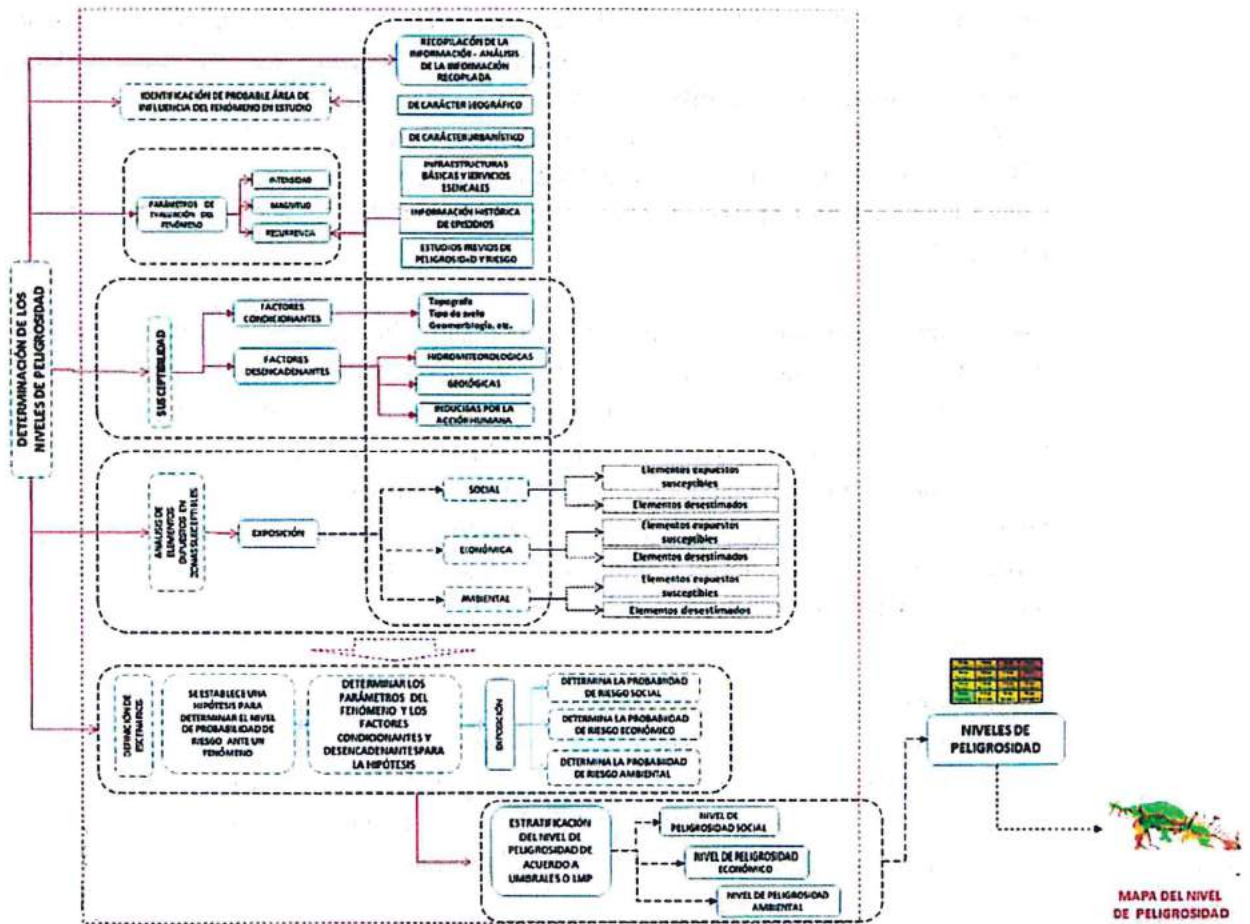 RECOPILACIÓN DE LA
INFORMACIÓN - ANÁLISIS
DE LA INFORMACIÓN
RECOPLADA
IDENTIFICACIÓN DE PROBABLE ÁREA DE
INFLUENCIA DEL FENÓMENO EN ESTUDIO
DE CARÁCTER GEOGRÁFICO
DE CARÁCTER URBANÍSTICO
INFRAESTRUCTURAS
BÁSICAS Y SERVICIOS
ESENCALES
PARÁMETROS DE
EVALUACIÓN DEL
FENÓMENO
INTENSIDAD
MAGNITUD
RECURRENCIA
INFORMACIÓN HISTÓRICA
DE EPISODIOS
ESTUDIOS PREVIOS DE
PELIGROSIDAD Y RIESGO
DETERMINACIÓN DE LOS
NIVELES DE PELIGROSIDAD
SUSCEPTIBILIDAD
FACTORES
CONDICIONANTES
Topografa
Tipo de suelo
Geomorblogía, etc.
FACTORES
DESENCADENANTES
HIDROMETEOROLOGICAS
GEOLÓGICAS
INDUCIDAS POR LA
ACCIÓN HUMANA
ANÁLISIS DE
ELEMENTOS
EXPUESTOS EN
ZONAS SUSCEPTIBLES
EXPOSICIÓN
SOCIAL
Elementos expuestos
susceptibles
Elementos desestimados
ECONÓMICA
Elementos expuestos
susceptibles
Elementos desestimados
AMBIENTAL
Elementos expuestos
susceptibles
Elementos desestimados
DEFINICIÓN DE
ESCENARIOS
SE ESTABLECE UNA
HIPÓTESIS PARA
DETERMINAR EL NIVEL
DE PROBABILIDAD DE
RIESGO ANTE UN
FENÓMENO
DETERMINAR LOS
PARÁMETROS DEL
FENÓMENO Y LOS
FACTORES
CONDICIONANTES Y
DESENCADENANTES PARA
LA HIPÓTESIS
EXPOSICIÓN
DETERMINA LA PROBABIDAD
DE RIESGO SOCIAL
DETERMINA LA PROBABIDAD
DE RIESGO ECONÓMICO
DETERMINA LA PROBABIIDAD
DE RIESGO AMBIENTAL
ESTRATIFICACIÓN
DEL NIVEL DE
PELIGROSIDAD DE
ACUERDO A
UMBRALES O LMP
NIVEL DE
PELIGROSIDAD SOCIAL
NIVEL DE PELIGROSIDAD
ECONÓMICO
NIVEL DE PELIGROSIDAD
AMBIENTAL
NIVELES DE
PELIGROSIDAD
MAPA DEL NIVEL
DE PELIGROSIDAD